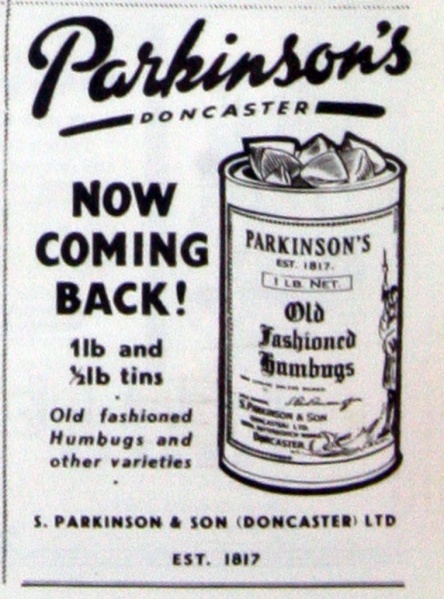 Parkinson's
DONCASTER
NOW
COMING
BACK!
1lb and
½lb tins
Old fashioned
Humbugs and
other varieties
PARKINSON'S
EST. 1817.
1 LB. NET.
Old
Fashioned
Humbugs
S. PARKINSON & SON
DONCASTER
S. PARKINSON & SON (DONCASTER) LTD
EST. 1817